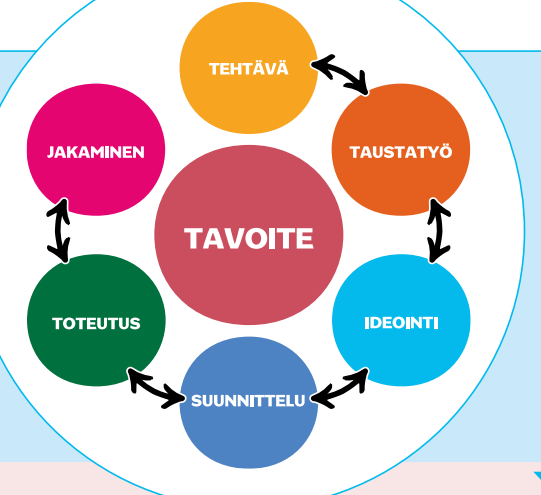 TEHTÄVÄ
TAUSTATYÖ
JAKAMINEN
TAVOITE
TOTEUTUS
IDEOINTI
SUUNNITTELU